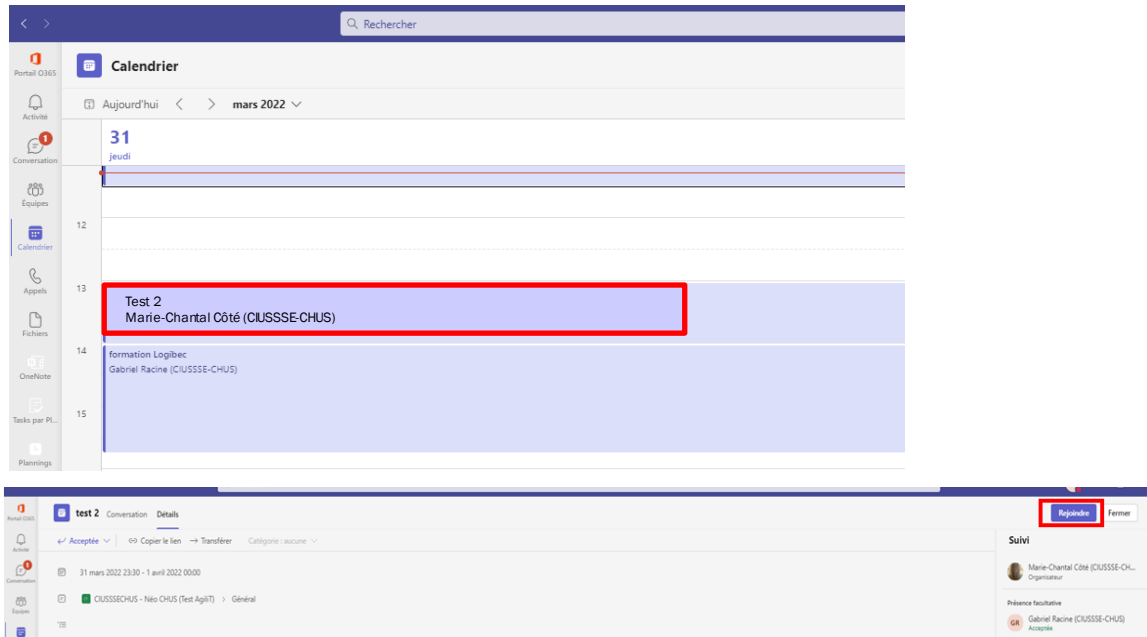 Rechercher
Portail O365
Calendrier
Activité
Aujourd'hui mars 2022
31
jeudi
1
Conversation
Équipes
12
Calendrier
Appels
13
Test 2
Marie-Chantal Côté (CIUSSSE-CHUS)
Fichiers
14
formation Logibec
Gabriel Racine (CIUSSSE-CHUS)
OneNote
15
Tasks par Pl...
Plannings
Portail O365
test 2 Conversation Détails
Rejoindre Fermer
Activité
Acceptée Copier le lien Transférer Catégorie : aucune
Suivi
Conversation
31 mars 2022 23:30 - 1 avril 2022 00:00
Marie-Chantal Côté (CIUSSSE-CH...
Organisateur
Équipes
CIUSSSECHUS - Néo CHUS (Test AgiliT) > Général
Présence facultative
GR
Gabriel Racine (CIUSSSE-CHUS)
Acceptée